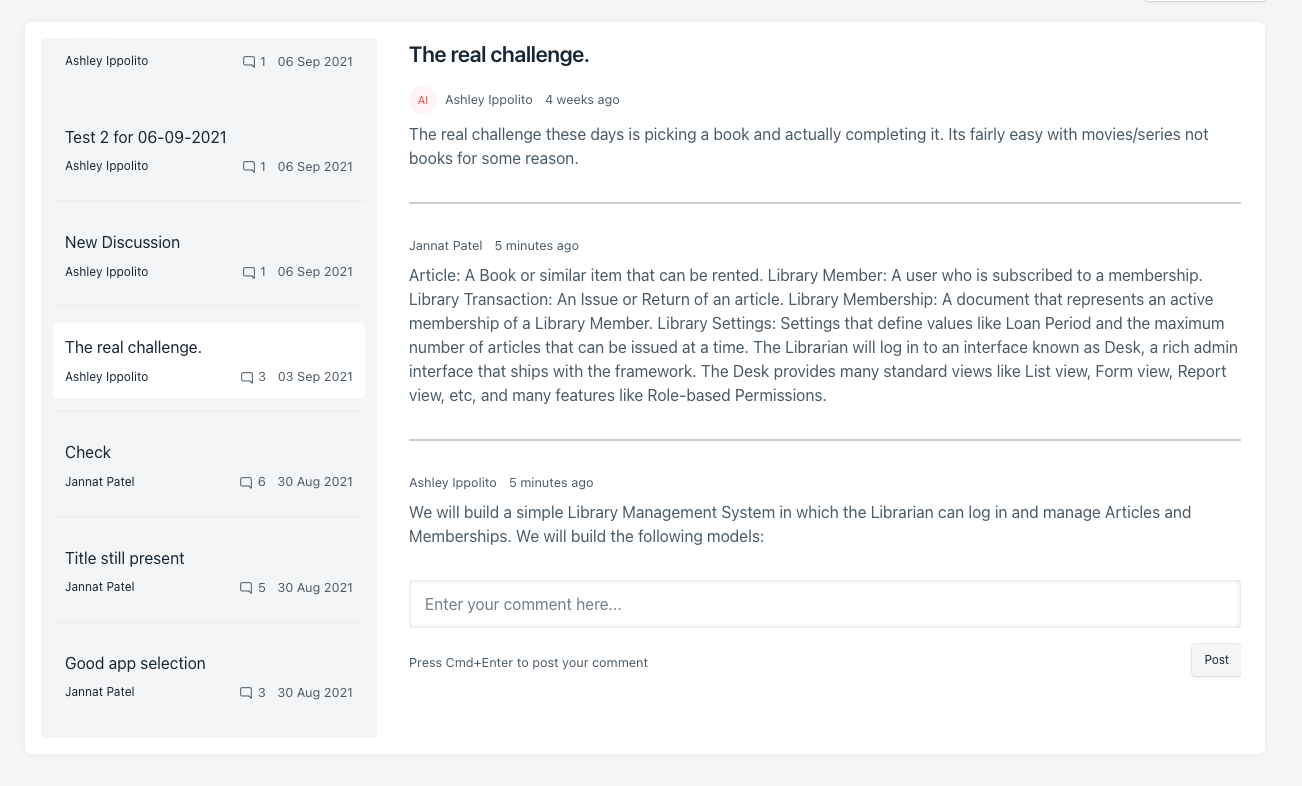 Ashley Ippolito 1 06 Sep 2021
Test 2 for 06-09-2021
Ashley Ippolito 1 06 Sep 2021
New Discussion
Ashley Ippolito 1 06 Sep 2021
The real challenge.
Ashley Ippolito 3 03 Sep 2021
Check
Jannat Patel 6 30 Aug 2021
Title still present
Jannat Patel 5 30 Aug 2021
Good app selection
Jannat Patel 3 30 Aug 2021
The real challenge.
AI Ashley Ippolito 4 weeks ago
The real challenge these days is picking a book and actually completing it. Its fairly easy with movies/series not
books for some reason.
Jannat Patel 5 minutes ago
Article: A Book or similar item that can be rented. Library Member: A user who is subscribed to a membership.
Library Transaction: An Issue or Return of an article. Library Membership: A document that represents an active
membership of a Library Member. Library Settings: Settings that define values like Loan Period and the maximum
number of articles that can be issued at a time. The Librarian will log in to an interface known as Desk, a rich admin
interface that ships with the framework. The Desk provides many standard views like List view, Form view, Report
view, etc, and many features like Role-based Permissions.
Ashley Ippolito 5 minutes ago
We will build a simple Library Management System in which the Librarian can log in and manage Articles and
Memberships. We will build the following models:
Enter your comment here...
Press Cmd+Enter to post your comment
Post